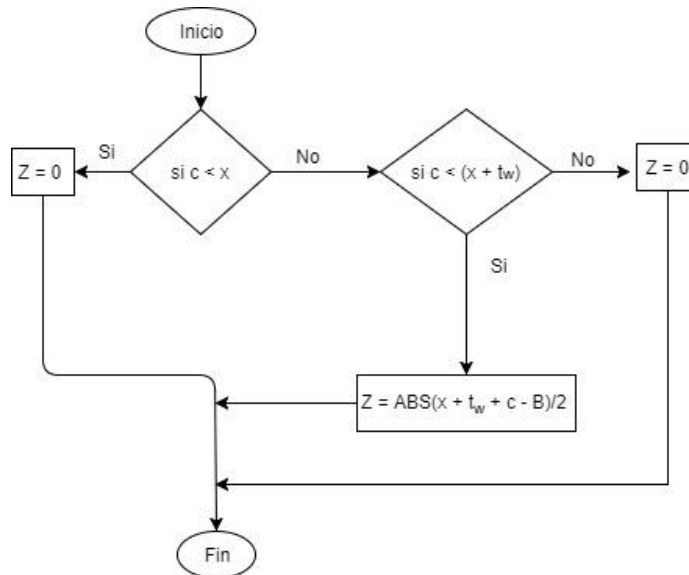 Inicio
Si
Z = 0
si c < x
No
si c < (x + tw)
No
Z = 0
Si
Z = ABS(x + tw + c - B)/2
Fin